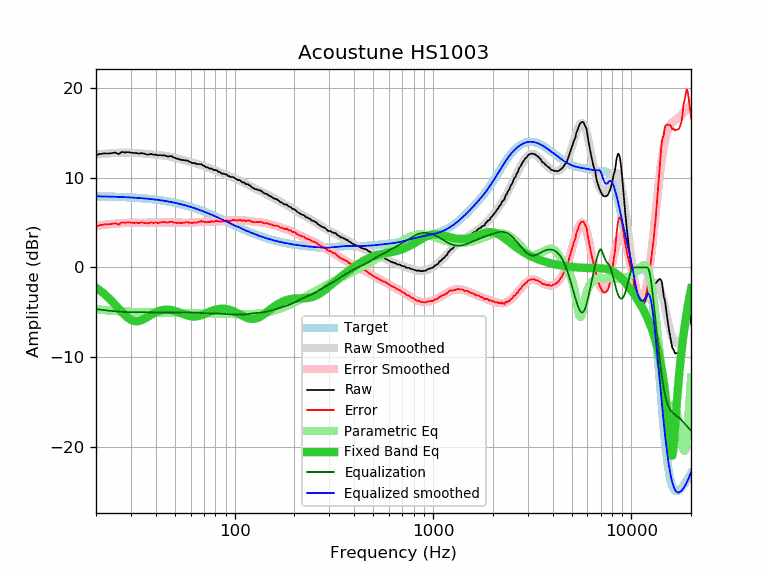 Acoustune HS1003
20
10
0
−10
−20
Amplitude (dBr)
Target
Raw Smoothed
Error Smoothed
Raw
Error
Parametric Eq
Fixed Band Eq
Equalization
Equalized smoothed
100 1000 10000
Frequency (Hz)